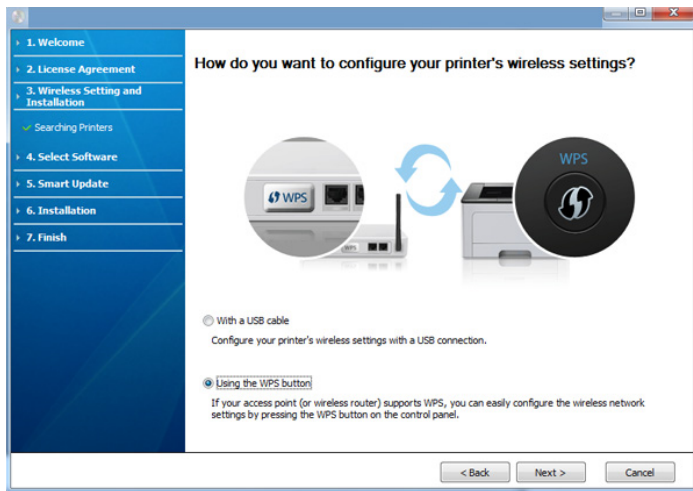 1. Welcome
2. License Agreement
3. Wireless Setting and
Installation
Searching Printers
4. Select Software
5. Smart Update
6. Installation
7. Finish
How do you want to configure your printer's wireless settings?
WPS
WPS
WPS
With a USB cable
Configure your printer's wireless settings with a USB connection.
Using the WPS button
If your access point (or wireless router) supports WPS, you can easily configure the wireless network
settings by pressing the WPS button on the control panel.
< Back
Next >
Cancel